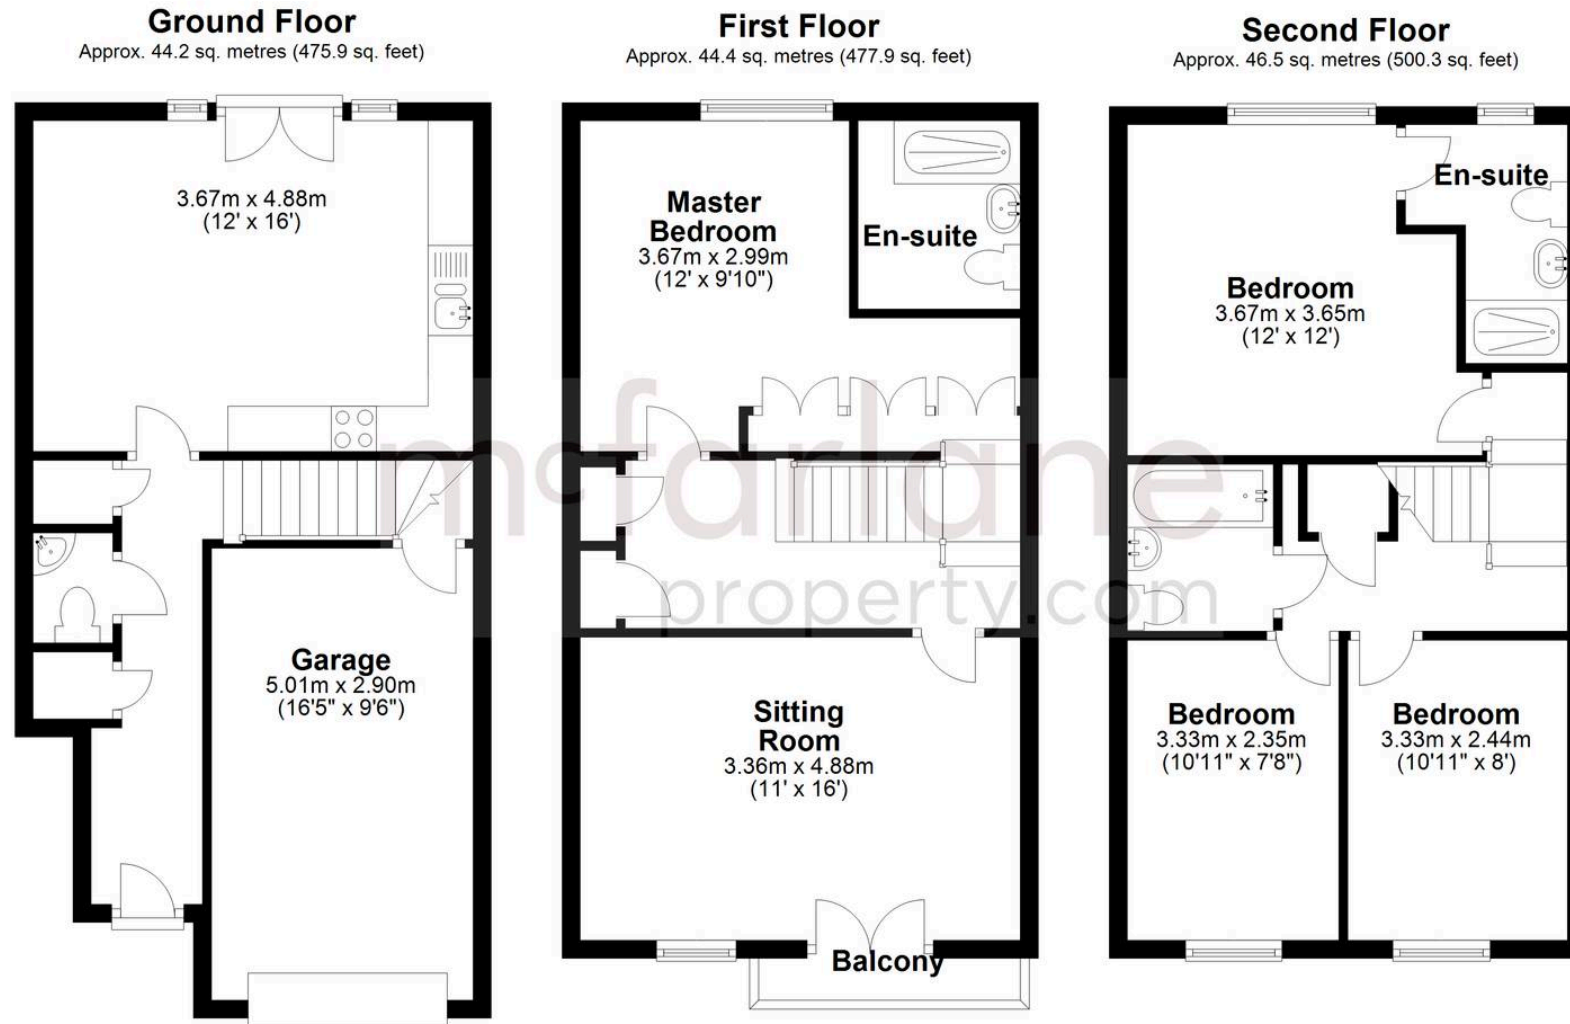 Ground Floor
Approx. 44.2 sq. metres (475.9 sq. feet)
3.67m x 4.88m
(12' x 16')
Garage
5.01m x 2.90m
(16'5" x 9'6")
First Floor
Approx. 44.4 sq. metres (477.9 sq. feet)
Master
Bedroom
3.67m x 2.99m
(12' x 9'10")
En-suite
Sitting
Room
3.36m x 4.88m
(11' x 16')
Balcony
Second Floor
Approx. 46.5 sq. metres (500.3 sq. feet)
En-suite
Bedroom
3.67m x 3.65m
(12' x 12')
Bedroom
3.33m x 2.35m
(10'11" x 7'8")
Bedroom
3.33m x 2.44m
(10'11" x 8')
mcfarlane
property.com